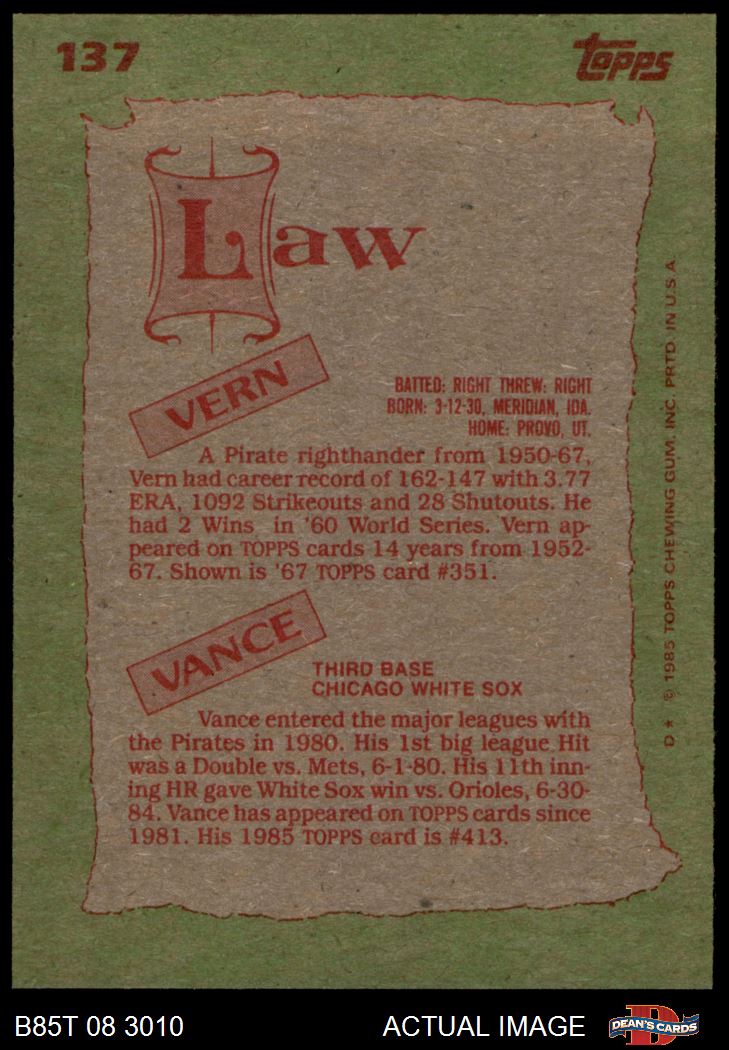 137
topps
Law
VERN
BATTED: RIGHT THREW: RIGHT
BORN: 3-12-30, MERIDIAN, IDA.
HOME: PROVO, UT.
A Pirate righthander from 1950-67,
Vern had career record of 162-147 with 3.77
ERA, 1092 Strikeouts and 28 Shutouts. He
had 2 Wins in '60 World Series. Vern ap-
peared on TOPPS cards 14 years from 1952-
67. Shown is '67 TOPPS card #351.
VANCE
THIRD BASE
CHICAGO WHITE SOX
Vance entered the major leagues with
the Pirates in 1980. His 1st big league Hit
was a Double vs. Mets, 6-1-80. His 11th inn-
ing HR gave White Sox win vs. Orioles, 6-30-
84. Vance has appeared on TOPPS cards since
1981. His 1985 TOPPS card is #413.
D* © 1985 TOPPS CHEWING GUM, INC. PRTD. IN U.S.A.
B85T 08 3010
ACTUAL IMAGE
D
DEAN'S CARDS